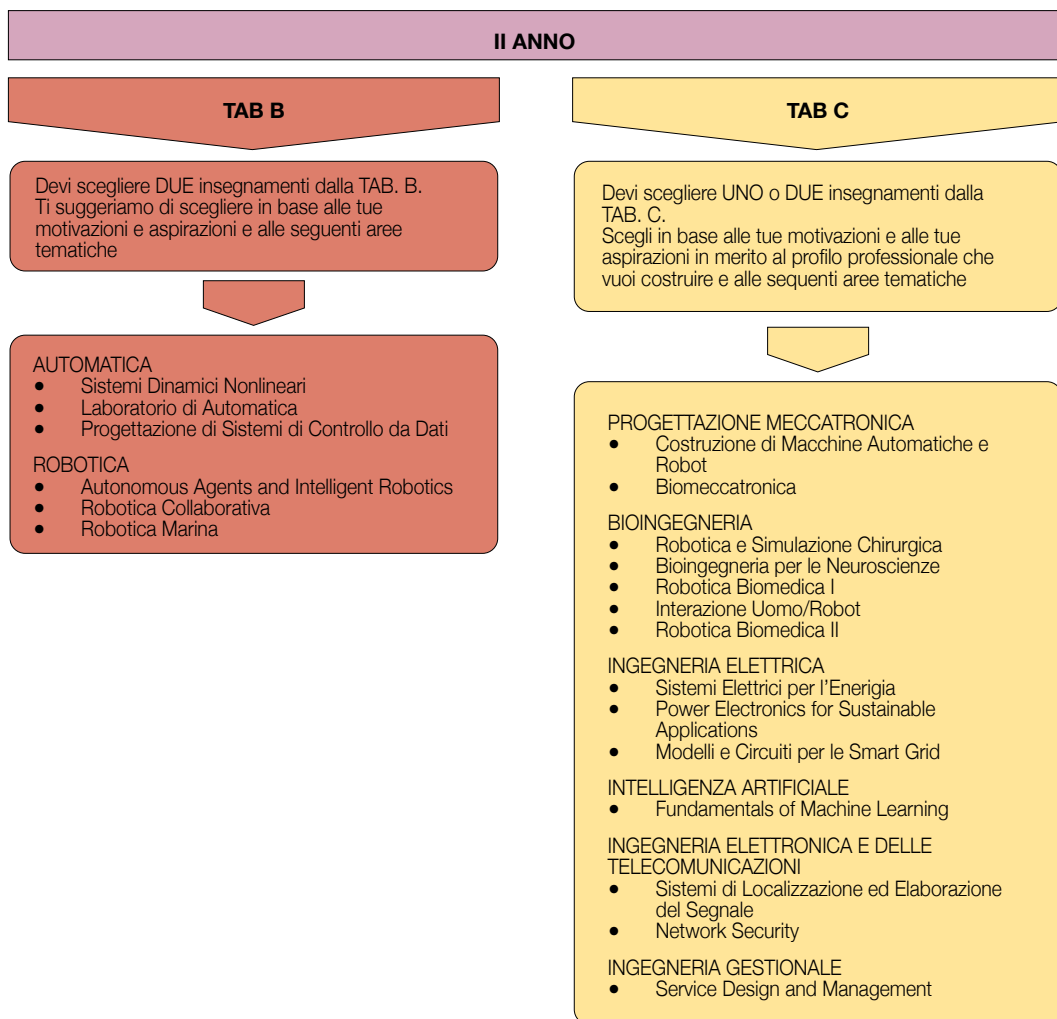 II ANNO
TAB B
Devi scegliere DUE insegnamenti dalla TAB. B.
Ti suggeriamo di scegliere in base alle tue
motivazioni e aspirazioni e alle seguenti aree
tematiche
AUTOMATICA
• Sistemi Dinamici Nonlineari
• Laboratorio di Automatica
• Progettazione di Sistemi di Controllo da Dati
ROBOTICA
• Autonomous Agents and Intelligent Robotics
• Robotica Collaborativa
• Robotica Marina
TAB C
Devi scegliere UNO o DUE insegnamenti dalla
TAB. C.
Scegli in base alle tue motivazioni e alle tue
aspirazioni in merito al profilo professionale che
vuoi costruire e alle sequenti aree tematiche
PROGETTAZIONE MECCATRONICA
• Costruzione di Macchine Automatiche e
Robot
• Biomeccatronica
BIOINGEGNERIA
• Robotica e Simulazione Chirurgica
• Bioingegneria per le Neuroscienze
• Robotica Biomedica I
• Interazione Uomo/Robot
• Robotica Biomedica II
INGEGNERIA ELETTRICA
• Sistemi Elettrici per l'Enerigia
• Power Electronics for Sustainable
Applications
• Modelli e Circuiti per le Smart Grid
INTELLIGENZA ARTIFICIALE
• Fundamentals of Machine Learning
INGEGNERIA ELETTRONICA E DELLE
TELECOMUNICAZIONI
• Sistemi di Localizzazione ed Elaborazione
del Segnale
• Network Security
INGEGNERIA GESTIONALE
• Service Design and Management